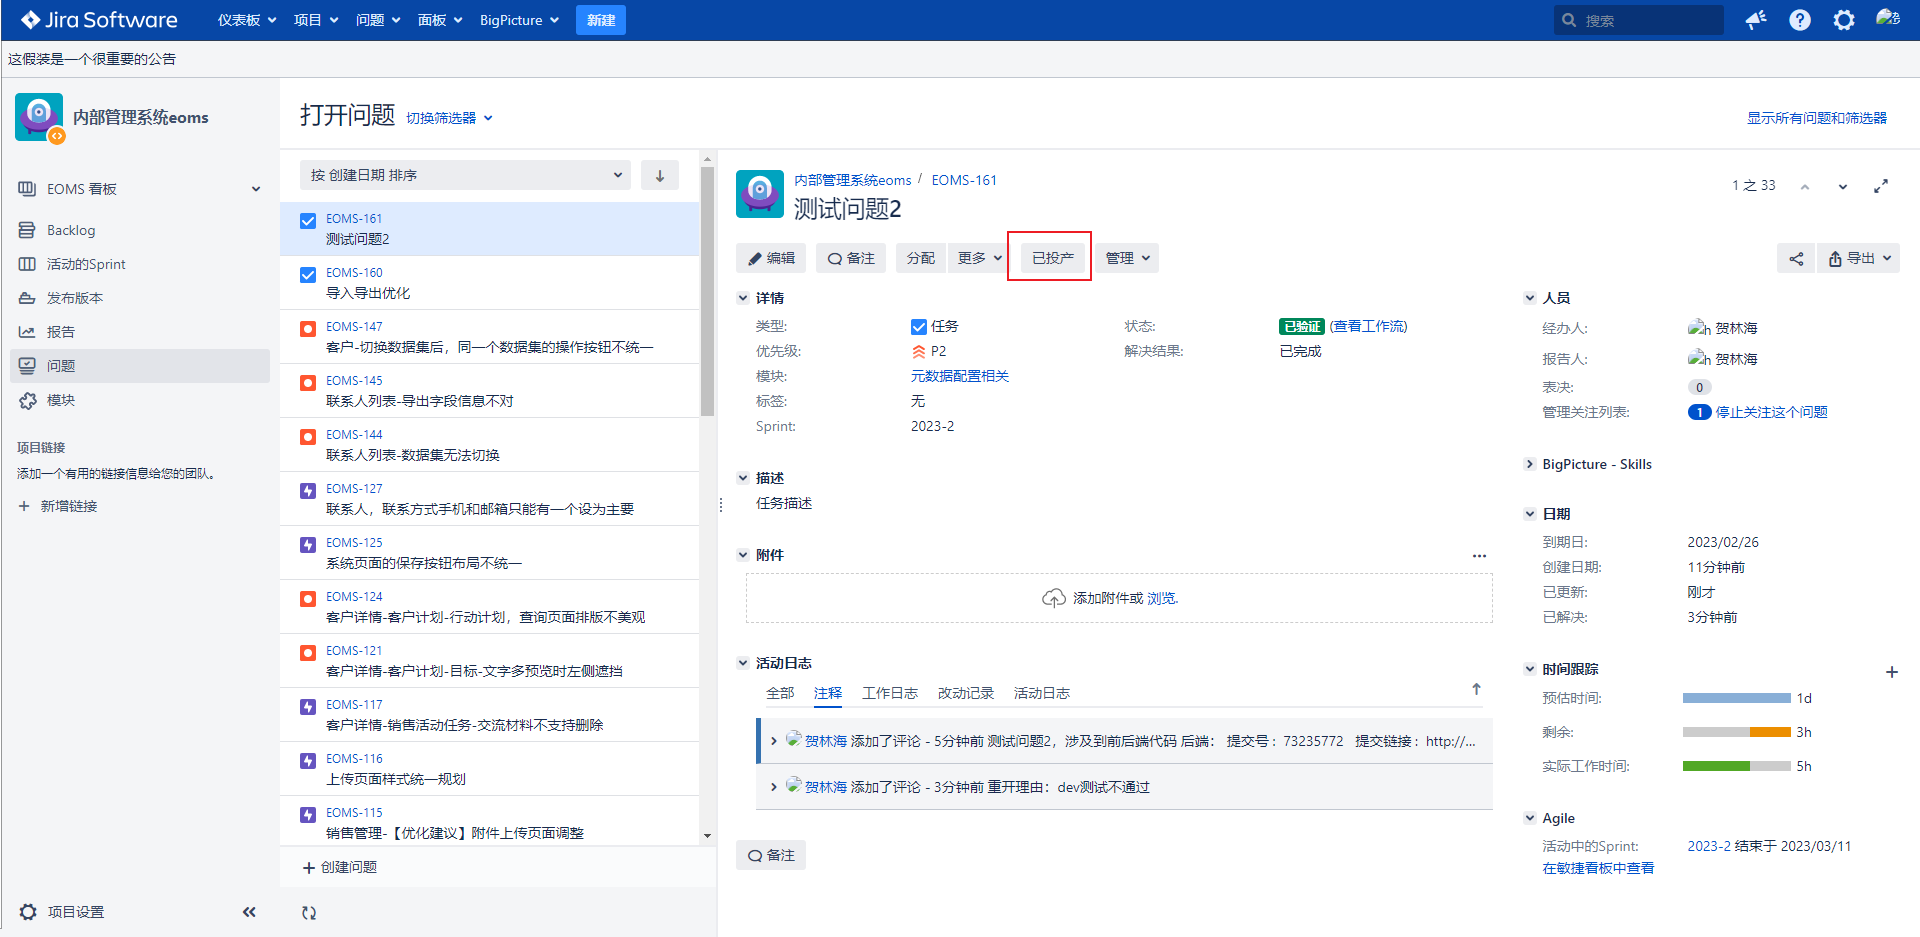 Jira Software 仪表板 项目 问题 面板 BigPicture 新建 搜索
这假装是一个很重要的公告
内部管理系统eoms
EOMS 看板
Backlog
活动的Sprint
发布版本
报告
问题
模块
项目链接
添加一个有用的链接信息给您的团队。
新增链接
项目设置
打开问题 切换筛选器 显示所有问题和筛选器
按 创建日期 排序
EOMS-161
测试问题2
EOMS-160
导入导出优化
EOMS-147
客户-切换数据集后，同一个数据集的操作按钮不统一
EOMS-145
联系人列表-导出字段信息不对
EOMS-144
联系人列表-数据集无法切换
EOMS-127
联系人，联系方式手机和邮箱只能有一个设为主要
EOMS-125
系统页面的保存按钮布局不统一
EOMS-124
客户详情-客户计划-行动计划，查询页面排版不美观
EOMS-121
客户详情-客户计划-目标-文字多预览时左侧遮挡
EOMS-117
客户详情-销售活动任务-交流材料不支持删除
EOMS-116
上传页面样式统一规划
EOMS-115
销售管理-【优化建议】附件上传页面调整
创建问题
内部管理系统eoms / EOMS-161
测试问题2
1 之 33
编辑 备注 分配 更多 已投产 管理 导出
详情
类型: 任务 状态: 已验证 (查看工作流)
优先级: P2 解决结果: 已完成
模块: 元数据配置相关
标签: 无
Sprint: 2023-2
描述
任务描述
附件
添加附件或 浏览.
活动日志
全部 注释 工作日志 改动记录 活动日志
贺林海 添加了评论 - 5分钟前 测试问题2，涉及到前后端代码 后端： 提交号：73235772 提交链接：http://...
贺林海 添加了评论 - 3分钟前 重开理由：dev测试不通过
备注
人员
经办人: h 贺林海
报告人: h 贺林海
表决: 0
管理关注列表: 1 停止关注这个问题
BigPicture - Skills
日期
到期日: 2023/02/26
创建日期: 11分钟前
已更新: 刚才
已解决: 3分钟前
时间跟踪
预估时间: 1d
剩余: 3h
实际工作时间: 5h
Agile
活动中的Sprint: 2023-2 结束于 2023/03/11
在敏捷看板中查看